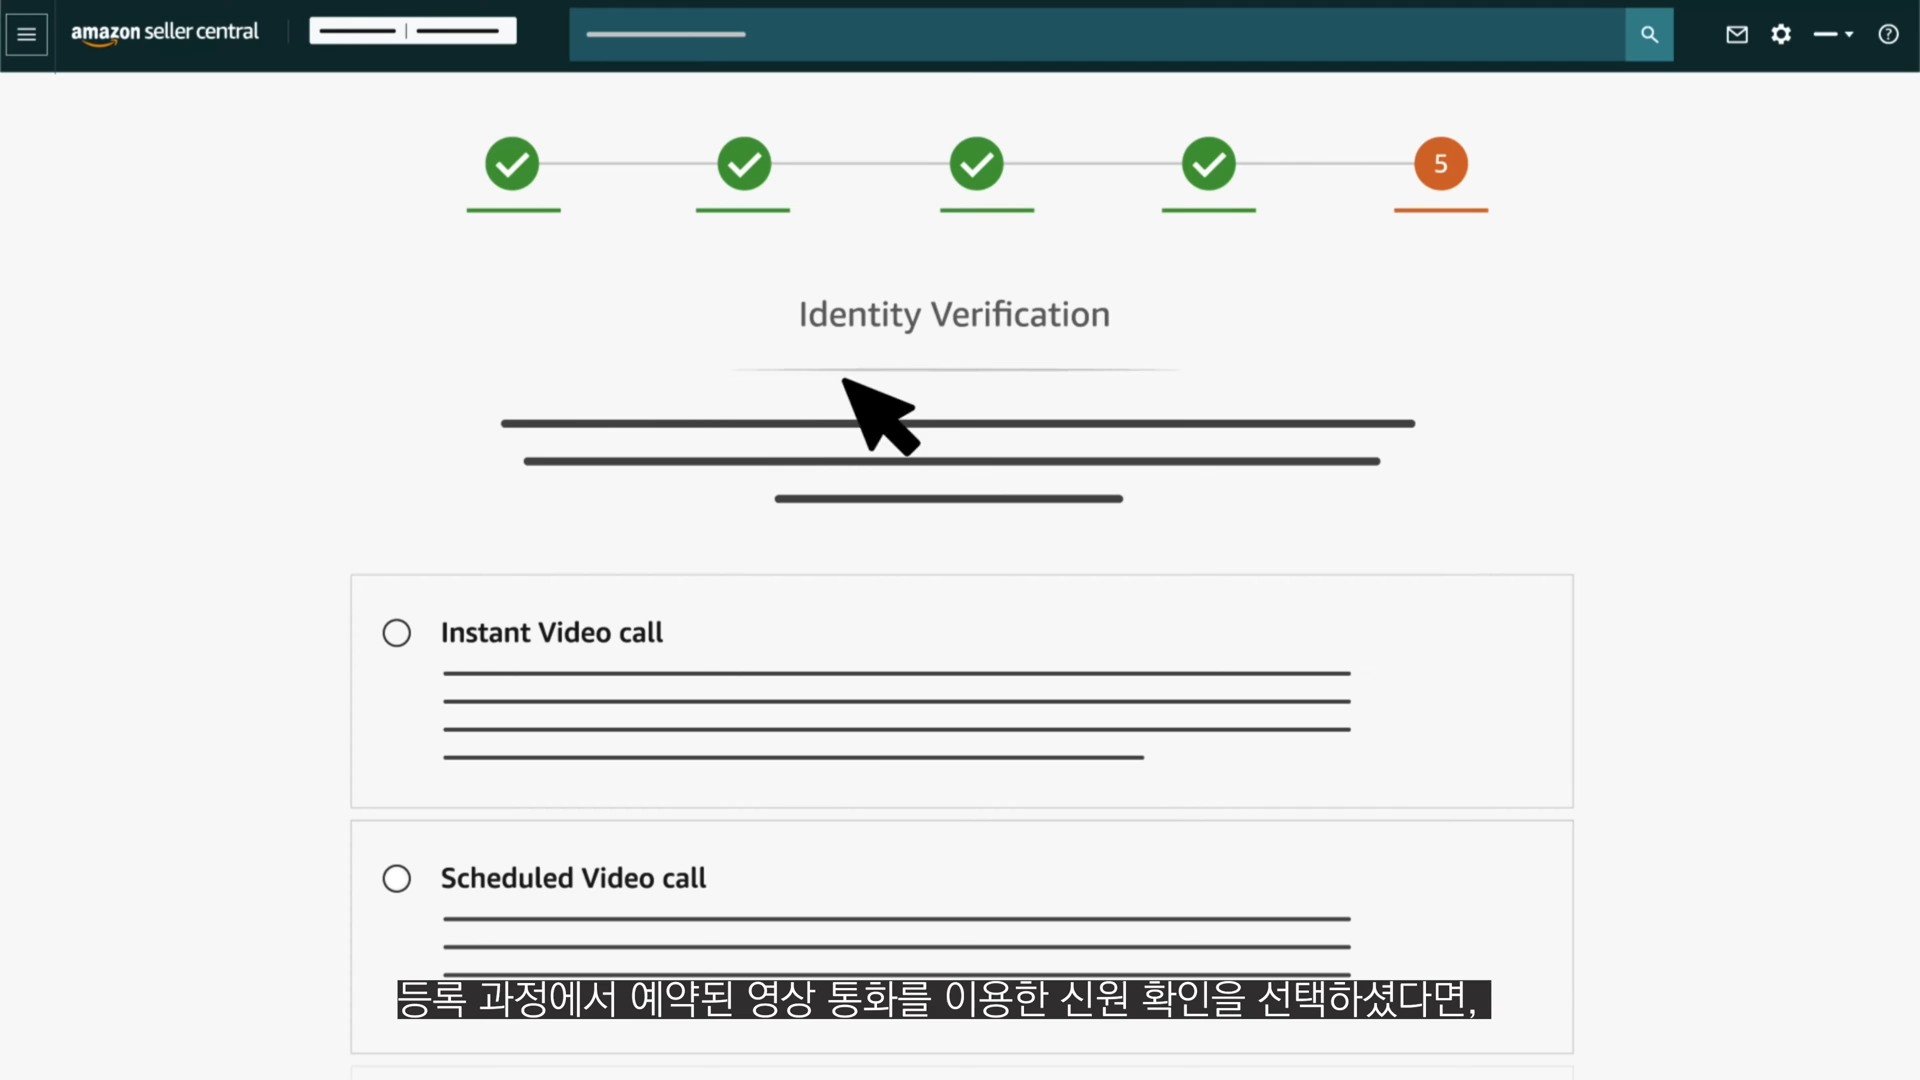 amazon seller central
5
Identity Verification
Instant Video call
Scheduled Video call
등록 과정에서 예약된 영상 통화를 이용한 신원 확인을 선택하셨다면,